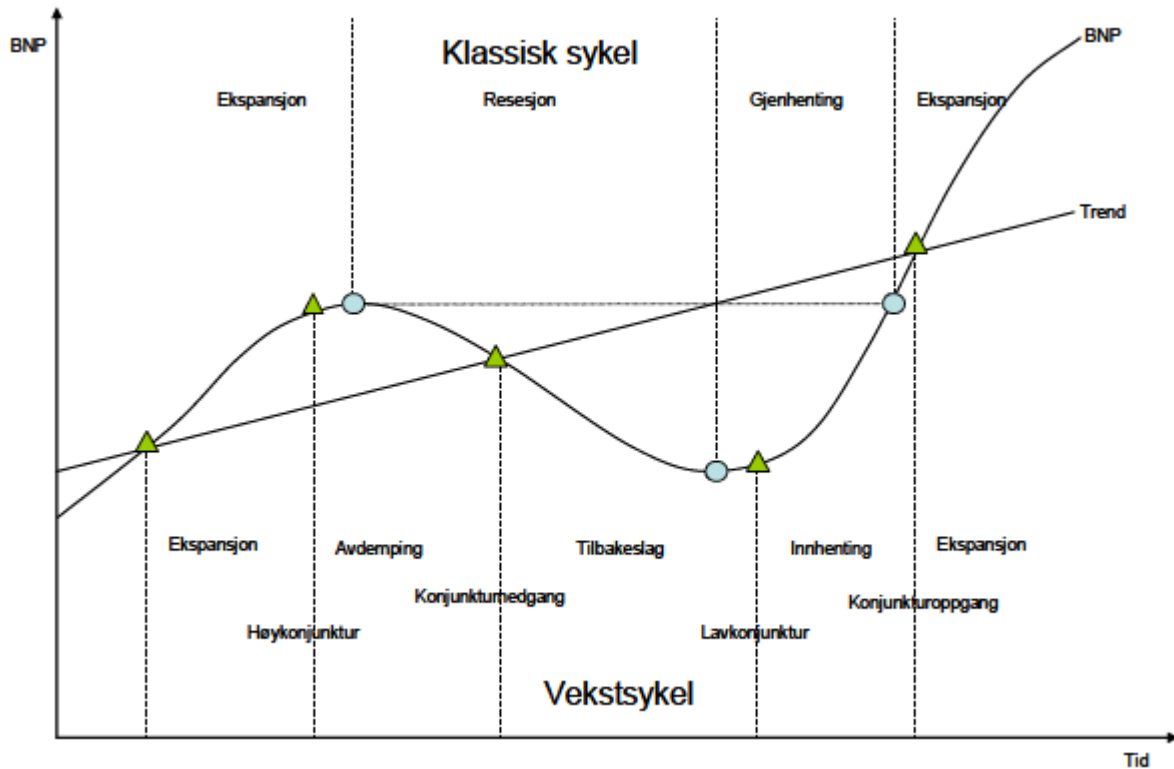 BNP
Klassisk sykel
BNP
Ekspansjon
Resesjon
Gjenhenting
Ekspansjon
Trend
Ekspansjon
Avdemping
Tilbakeslag
Innhenting
Ekspansjon
Konjunkturnedgang
Konjunkturoppgang
Høykonjunktur
Lavkonjunktur
Vekstsykel
Tid